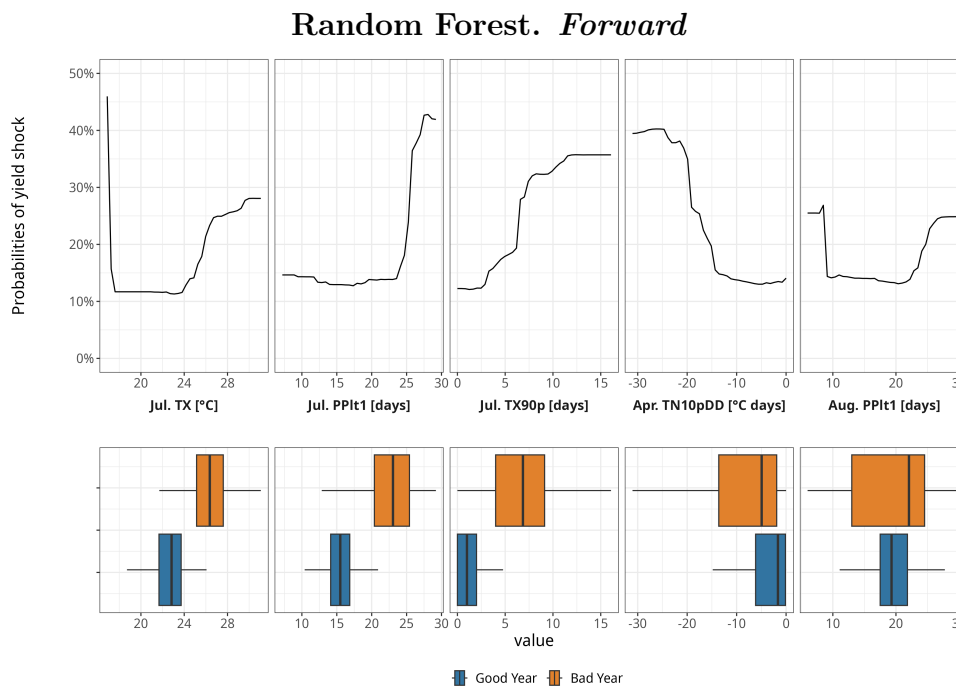 Random Forest. Forward
Probabilities of yield shock
50%
40%
30%
20%
10%
0%
20 24 28
10 15 20 25 30
0 5 10 15
-30 -20 -10 0
10 20
Jul. TX [°C]
Jul. PPlt1 [days]
Jul. TX90p [days]
Apr. TN10pDD [°C days]
Aug. PPlt1 [days]
20 24 28
10 15 20 25 30
0 5 10 15
-30 -20 -10 0
20
value
Good Year
Bad Year